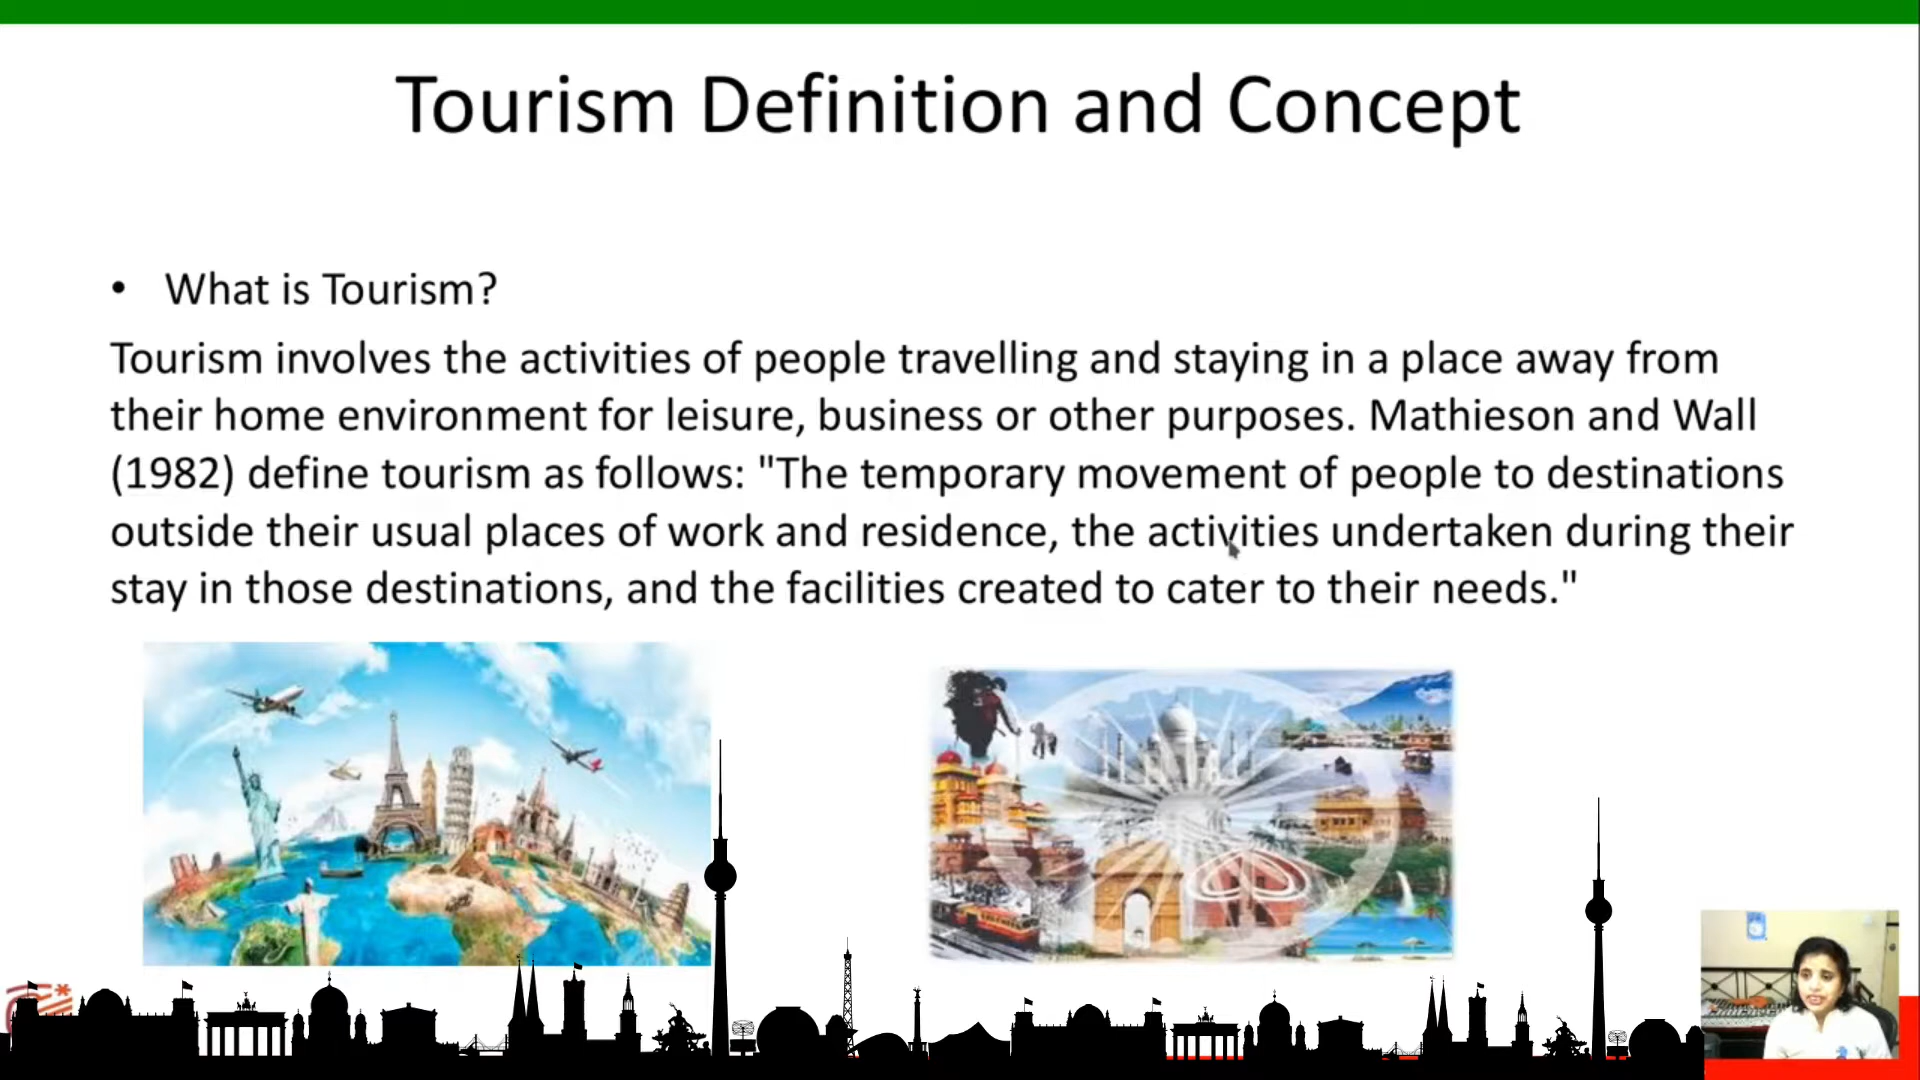 Tourism Definition and Concept
• What is Tourism?
Tourism involves the activities of people travelling and staying in a place away from
their home environment for leisure, business or other purposes. Mathieson and Wall
(1982) define tourism as follows: "The temporary movement of people to destinations
outside their usual places of work and residence, the activities undertaken during their
stay in those destinations, and the facilities created to cater to their needs."